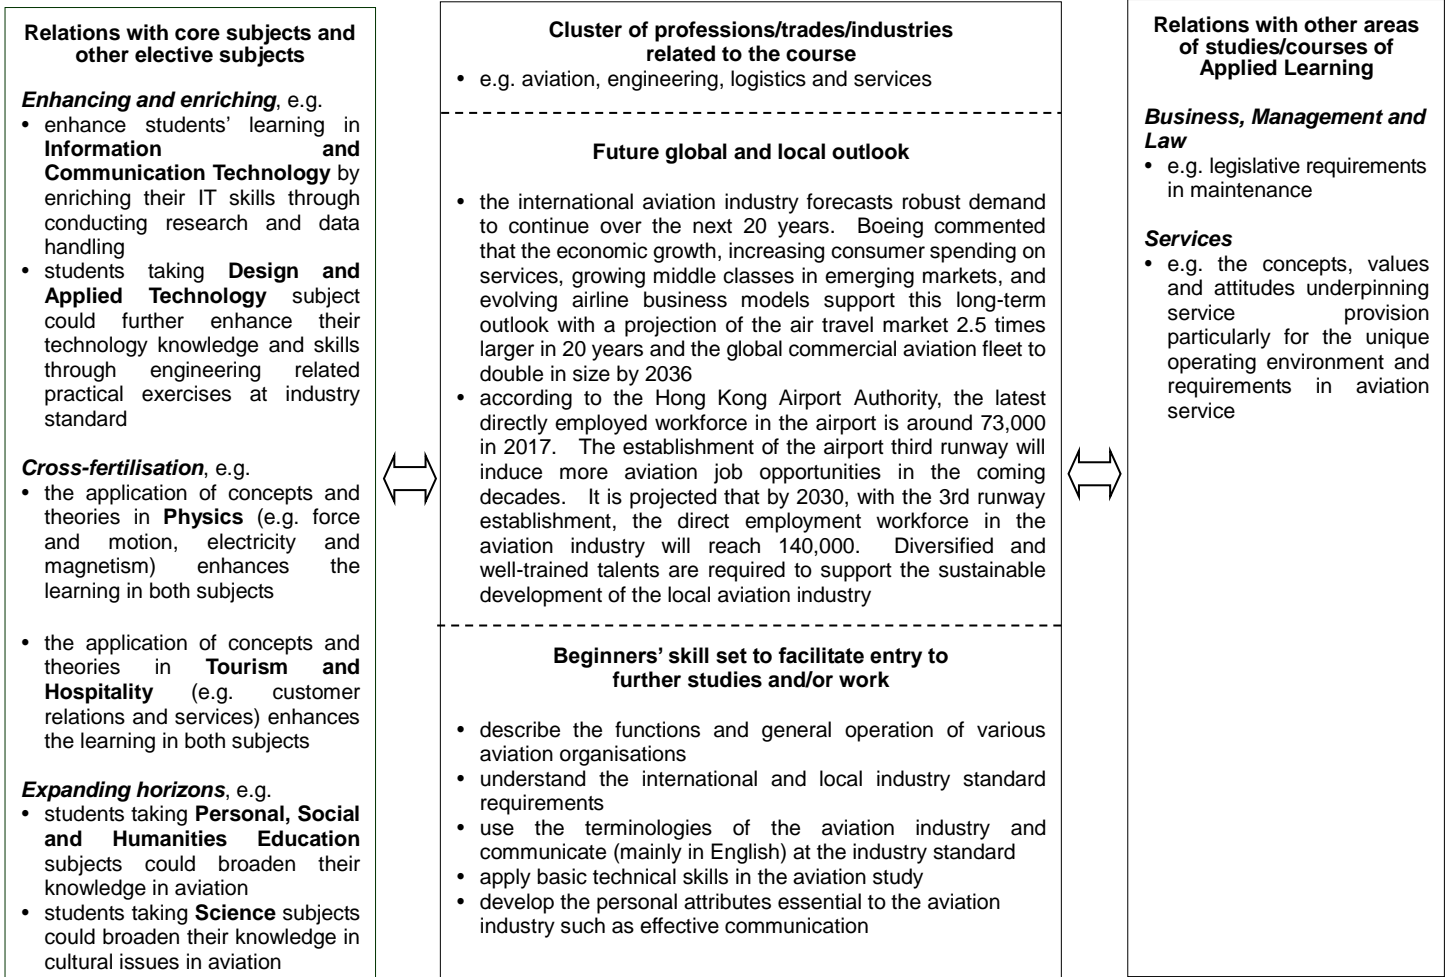 Relations with core subjects and
other elective subjects
Enhancing and enriching, e.g.
• enhance students’ learning in
Information and
Communication Technology by
enriching their IT skills through
conducting research and data
handling
• students taking Design and
Applied Technology subject
could further enhance their
technology knowledge and skills
through engineering related
practical exercises at industry
standard
Cross-fertilisation, e.g.
• the application of concepts and
theories in Physics (e.g. force
and motion, electricity and
magnetism) enhances the
learning in both subjects
• the application of concepts and
theories in Tourism and
Hospitality (e.g. customer
relations and services) enhances
the learning in both subjects
Expanding horizons, e.g.
• students taking Personal, Social
and Humanities Education
subjects could broaden their
knowledge in aviation
• students taking Science subjects
could broaden their knowledge in
cultural issues in aviation
Cluster of professions/trades/industries
related to the course
• e.g. aviation, engineering, logistics and services
Future global and local outlook
• the international aviation industry forecasts robust demand
to continue over the next 20 years. Boeing commented
that the economic growth, increasing consumer spending on
services, growing middle classes in emerging markets, and
evolving airline business models support this long-term
outlook with a projection of the air travel market 2.5 times
larger in 20 years and the global commercial aviation fleet to
double in size by 2036
• according to the Hong Kong Airport Authority, the latest
directly employed workforce in the airport is around 73,000
in 2017. The establishment of the airport third runway will
induce more aviation job opportunities in the coming
decades. It is projected that by 2030, with the 3rd runway
establishment, the direct employment workforce in the
aviation industry will reach 140,000. Diversified and
well-trained talents are required to support the sustainable
development of the local aviation industry
Beginners’ skill set to facilitate entry to
further studies and/or work
• describe the functions and general operation of various
aviation organisations
• understand the international and local industry standard
requirements
• use the terminologies of the aviation industry and
communicate (mainly in English) at the industry standard
• apply basic technical skills in the aviation study
• develop the personal attributes essential to the aviation
industry such as effective communication
Relations with other areas
of studies/courses of
Applied Learning
Business, Management and
Law
• e.g. legislative requirements
in maintenance
Services
• e.g. the concepts, values
and attitudes underpinning
service provision
particularly for the unique
operating environment and
requirements in aviation
service